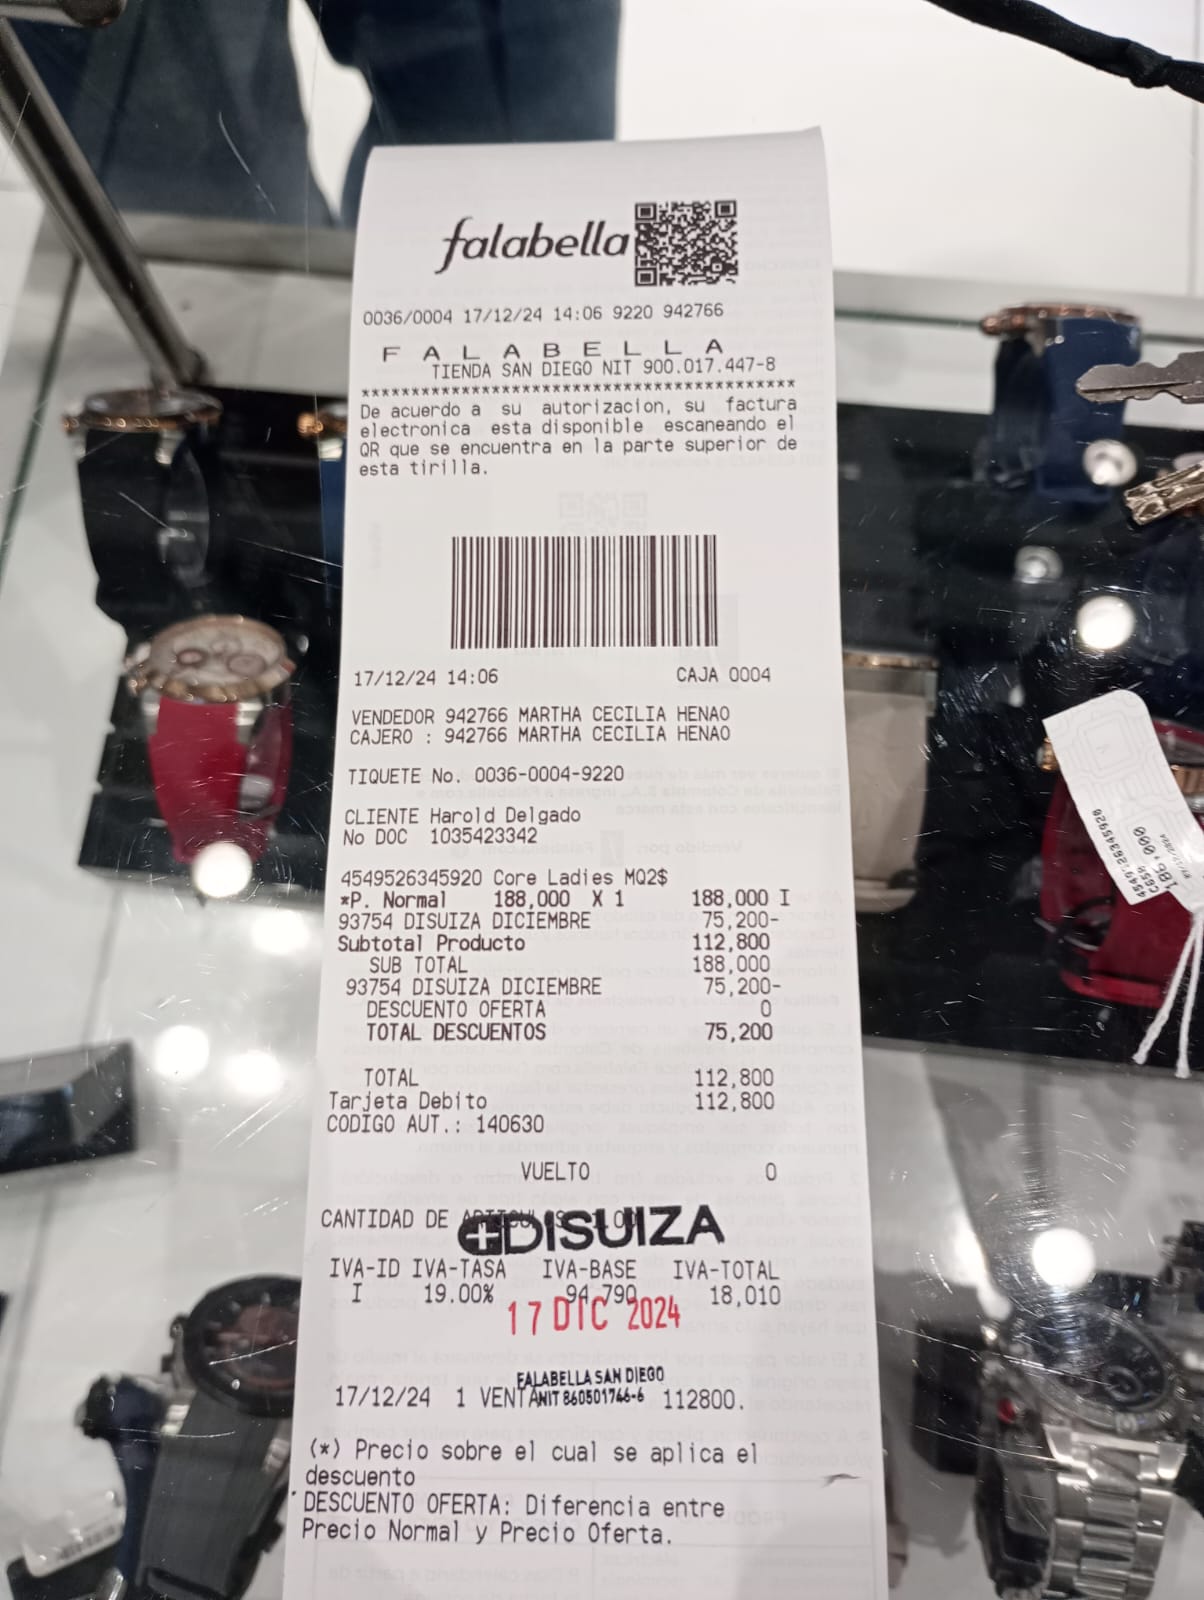 falabella
0036/0004 17/12/24 14:06 9220 942766
F A L A B E L L A
TIENDA SAN DIEGO NIT 900.017.447-8
******************************************
De acuerdo a su autorizacion, su factura
electronica esta disponible escaneando el
QR que se encuentra en la parte superior de
esta tirilla.
17/12/24 14:06 CAJA 0004
VENDEDOR 942766 MARTHA CECILIA HENAO
CAJERO : 942766 MARTHA CECILIA HENAO
TIQUETE No. 0036-0004-9220
CLIENTE Harold Delgado
No DOC 1035423342
4549526345920 Core Ladies MQ2$
*P. Normal 188,000 X 1 188,000 I
93754 DISUIZA DICIEMBRE 75,200-
Subtotal Producto 112,800
SUB TOTAL 188,000
93754 DISUIZA DICIEMBRE 75,200-
DESCUENTO OFERTA 0
TOTAL DESCUENTOS 75,200
TOTAL 112,800
Tarjeta Debito 112,800
CODIGO AUT.: 140630
VUELTO 0
CANTIDAD DE
DISUIZA
IVA-ID IVA-TASA IVA-BASE IVA-TOTAL
I 19.00% 94,790 18,010
17 DIC 2024
FALABELLA SAN DIEGO
NIT 860501766-6
17/12/24 1 VENTA 112800.
(*) Precio sobre el cual se aplica el
descuento
DESCUENTO OFERTA: Diferencia entre
Precio Normal y Precio Oferta.